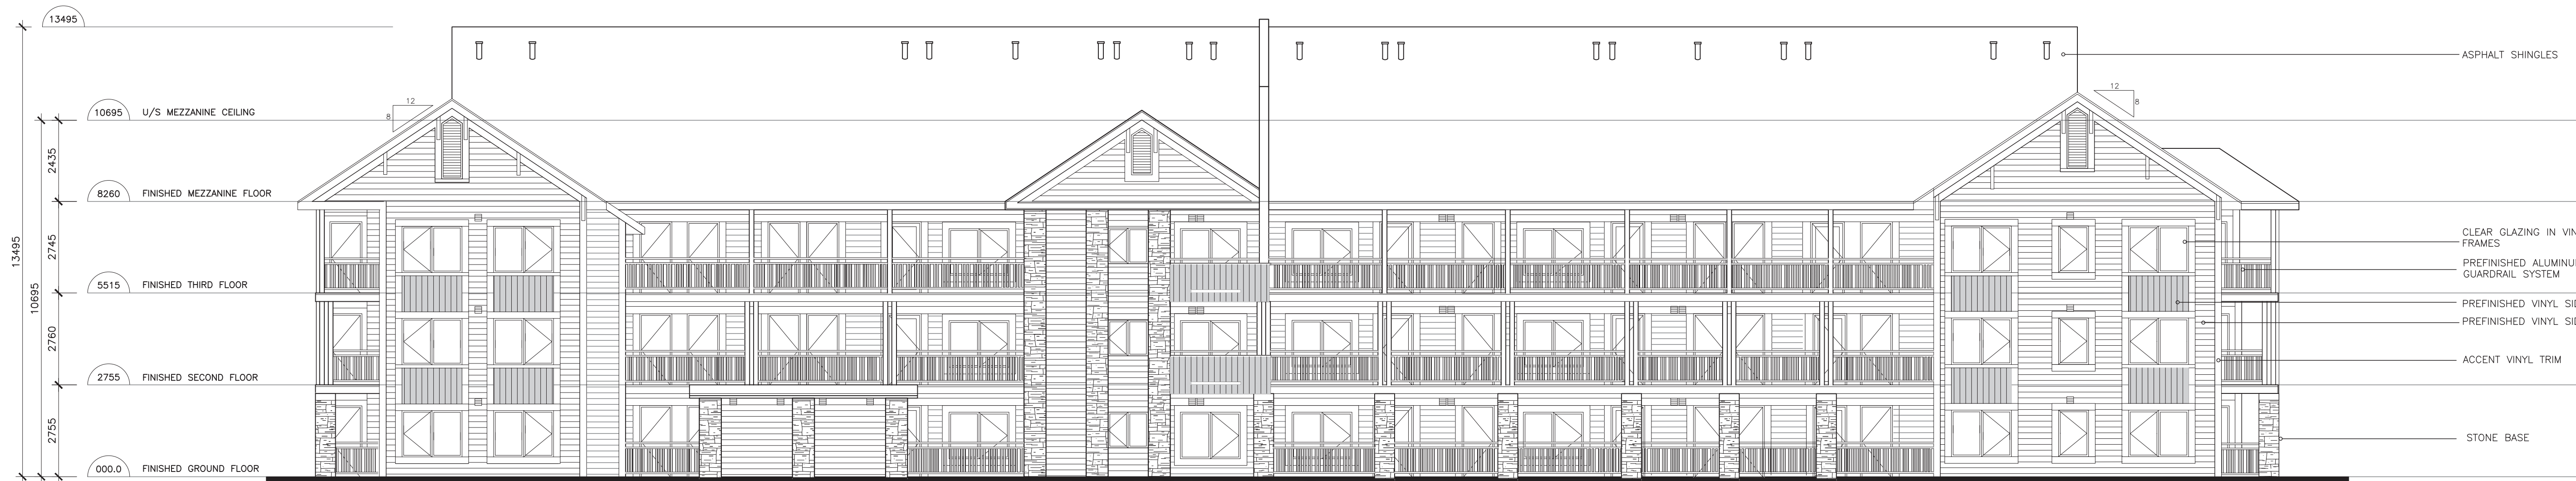 13495
ASPHALT SHINGLES
12
8
12
8
10695 U/S MEZZANINE CEILING
2435
8260 FINISHED MEZZANINE FLOOR
2745
13495
10695
CLEAR GLAZING IN VIN
FRAMES
PREFINISHED ALUMINU
GUARDRAIL SYSTEM
5515 FINISHED THIRD FLOOR
PREFINISHED VINYL SI
PREFINISHED VINYL SI
2760
ACCENT VINYL TRIM
2755 FINISHED SECOND FLOOR
2755
STONE BASE
000.0 FINISHED GROUND FLOOR